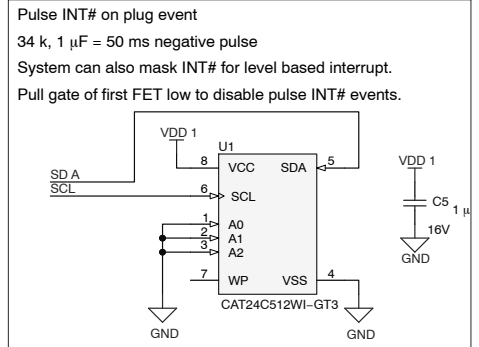 Pulse INT# on plug event
34 k, 1 μF = 50 ms negative pulse
System can also mask INT# for level based interrupt.
Pull gate of first FET low to disable pulse INT# events.
VDD 1
U1
8 VCC SDA 5
VDD 1
SD A
SCL
6 SCL
C5 1 μ
1 A0
16V
2 A1
3 A2
GND
7 WP VSS 4
CAT24C512WI–GT3
GND
GND